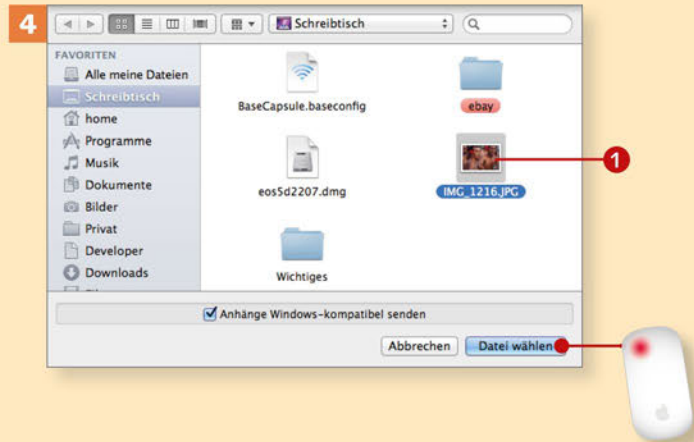 4
Schreibtisch
FAVORITEN
Alle meine Dateien
Schreibtisch
home
Programme
Musik
Dokumente
Bilder
Privat
Developer
Downloads
BaseCapsule.baseconfig
ebay
eos5d2207.dmg
IMG_1216.JPG
1
Wichtiges
Anhänge Windows-kompatibel senden
Abbrechen
Datei wählen